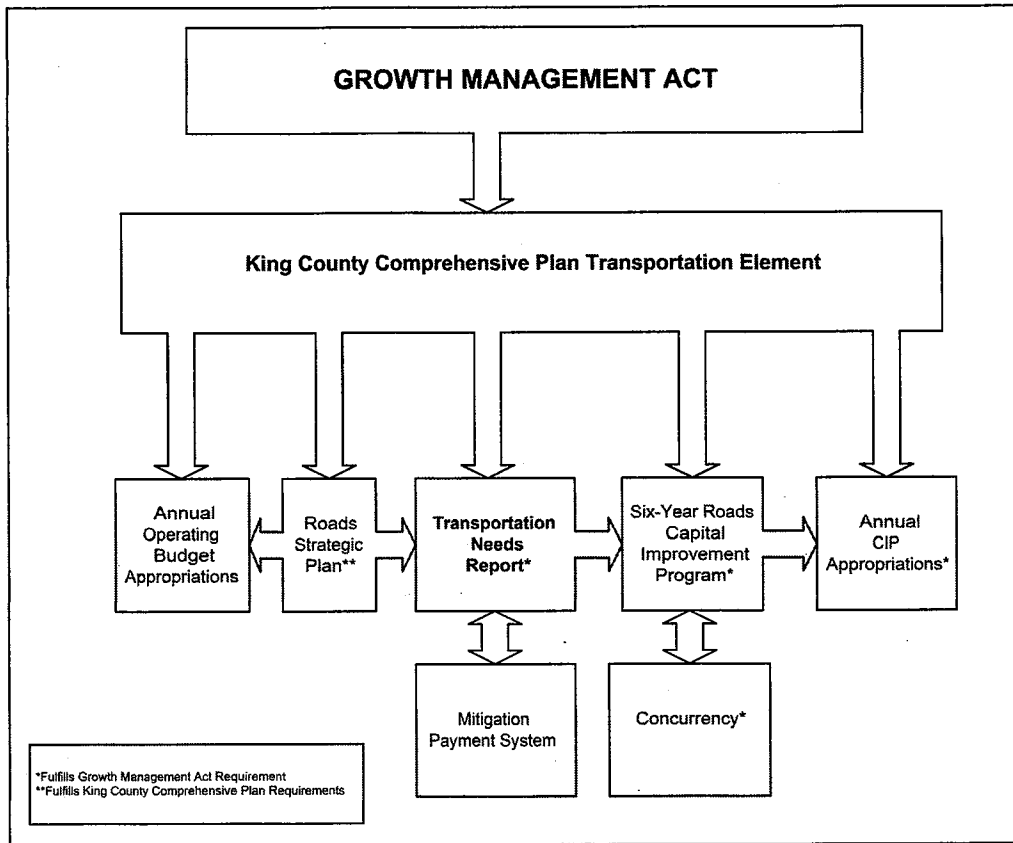 GROWTH MANAGEMENT ACT
King County Comprehensive Plan Transportation Element
Annual
Operating
Budget
Appropriations
Roads
Strategic
Plan**
Transportation
Needs
Report*
Six-Year Roads
Capital
Improvement
Program*
Annual
CIP
Appropriations*
Mitigation
Payment System
Concurrency*
*Fulfills Growth Management Act Requirement
**Fulfills King County Comprehensive Plan Requirements